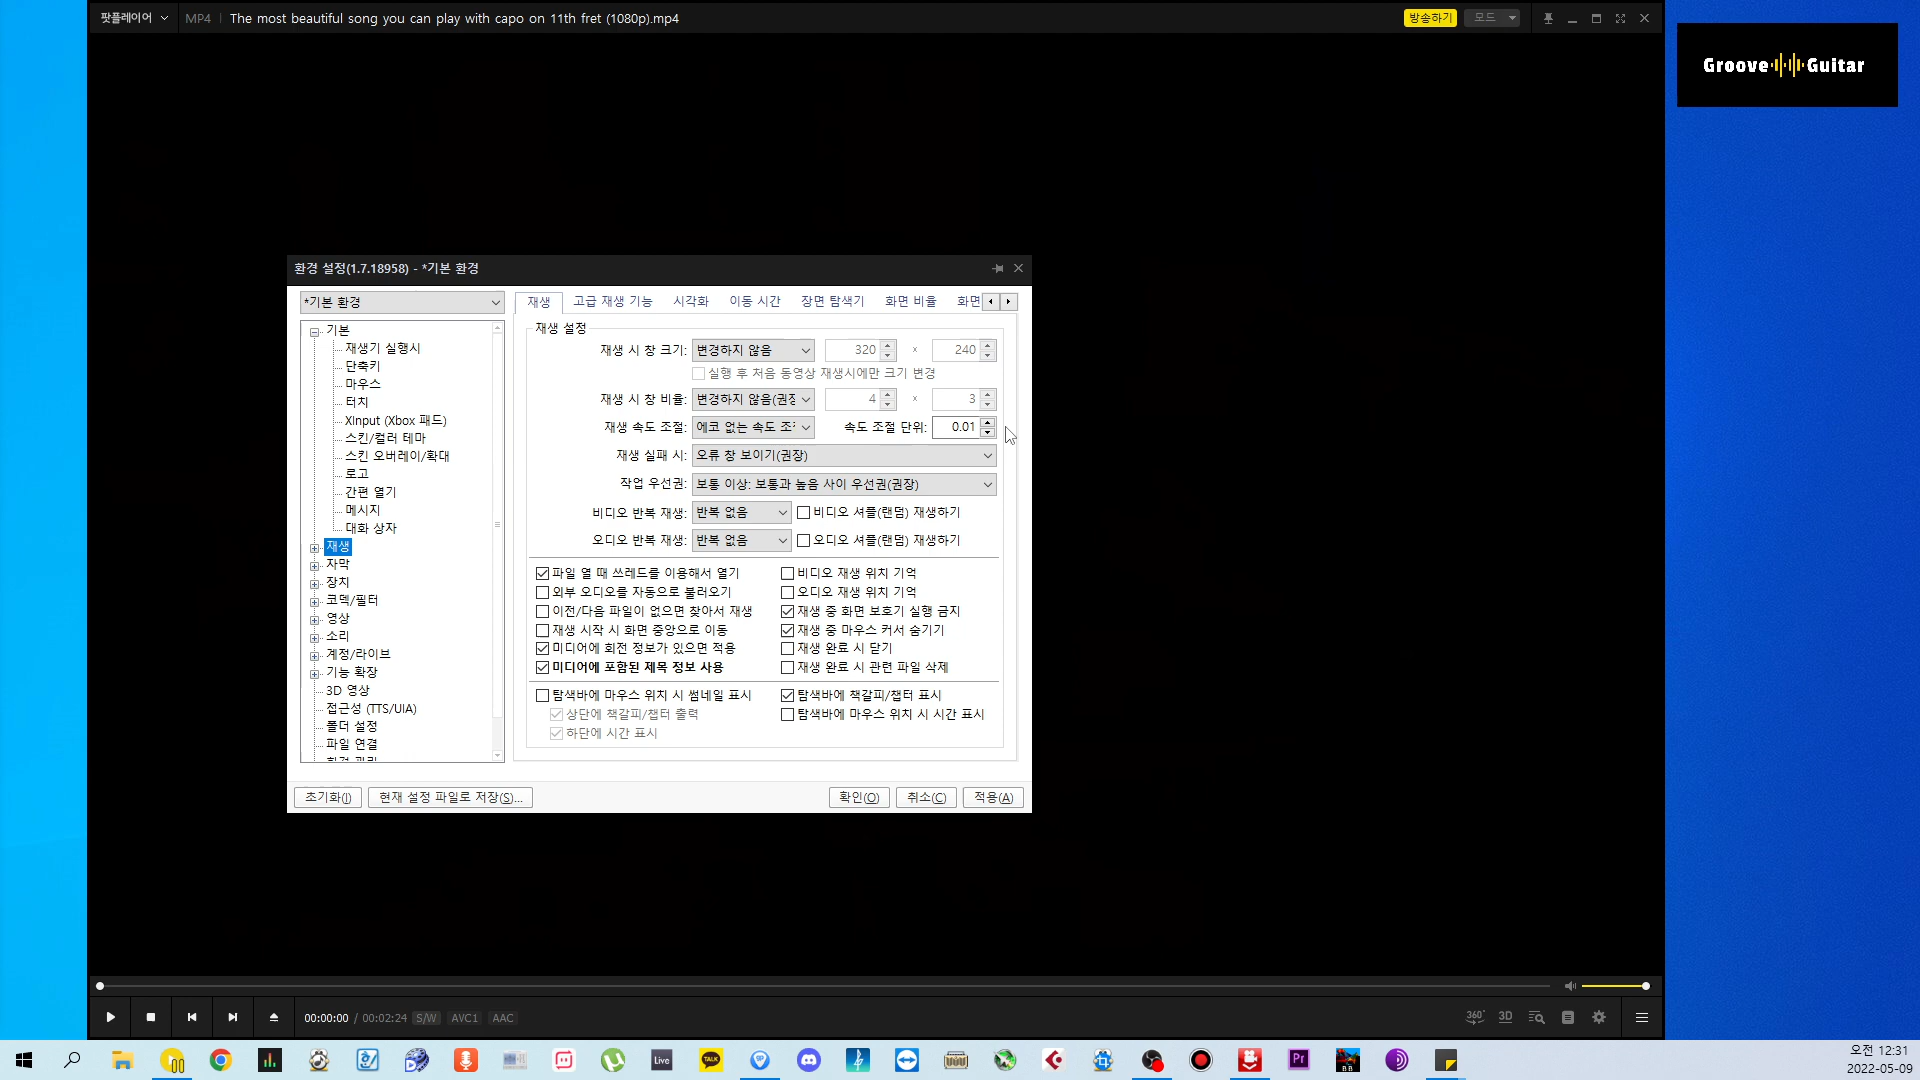 팟플레이어
MP4
The most beautiful song you can play with capo on 11th fret (1080p).mp4
방송하기
모드
Groove Guitar
환경 설정(1.7.18958) - *기본 환경
*기본 환경
재생
고급 재생 기능
시각화
이동 시간
장면 탐색기
화면 비율
화면
기본
재생기 실행시
단축키
마우스
터치
XInput (Xbox 패드)
스킨/컬러 테마
스킨 오버레이/확대
로고
간편 열기
메시지
대화 상자
재생
자막
장치
코덱/필터
영상
소리
계정/라이브
기능 확장
3D 영상
접근성 (TTS/UIA)
폴더 설정
파일 연결
재생 설정
재생 시 창 크기: 변경하지 않음 320 x 240
실행 후 처음 동영상 재생시에만 크기 변경
재생 시 창 비율: 변경하지 않음(권장 4 x 3
재생 속도 조절: 에코 없는 속도 조 속도 조절 단위: 0.01
재생 실패 시: 오류 창 보이기(권장)
작업 우선권: 보통 이상: 보통과 높음 사이 우선권(권장)
비디오 반복 재생: 반복 없음 비디오 셔플(랜덤) 재생하기
오디오 반복 재생: 반복 없음 오디오 셔플(랜덤) 재생하기
파일 열 때 쓰레드를 이용해서 열기
비디오 재생 위치 기억
외부 오디오를 자동으로 불러오기
오디오 재생 위치 기억
이전/다음 파일이 없으면 찾아서 재생
재생 중 화면 보호기 실행 금지
재생 시작 시 화면 중앙으로 이동
재생 중 마우스 커서 숨기기
미디어에 회전 정보가 있으면 적용
재생 완료 시 닫기
미디어에 포함된 제목 정보 사용
재생 완료 시 관련 파일 삭제
탐색바에 마우스 위치 시 썸네일 표시
탐색바에 책갈피/챕터 표시
상단에 책갈피/챕터 출력
탐색바에 마우스 위치 시 시간 표시
하단에 시간 표시
초기화(I)
현재 설정 파일로 저장(S)...
확인(O)
취소(C)
적용(A)
00:00:00 / 00:02:24 S/W AVC1 AAC
360°
3D
Live
TALK
Pr
BB
오전 12:31
2022-05-09